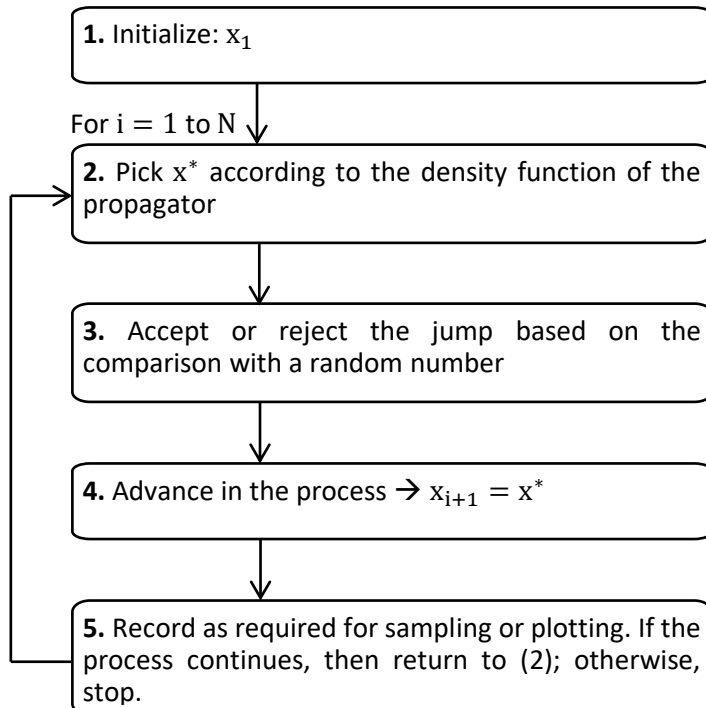 1. Initialize: x₁
For i = 1 to N
2. Pick x* according to the density function of the
propagator
3. Accept or reject the jump based on the
comparison with a random number
4. Advance in the process → xᵢ₊₁ = x*
5. Record as required for sampling or plotting. If the
process continues, then return to (2); otherwise,
stop.